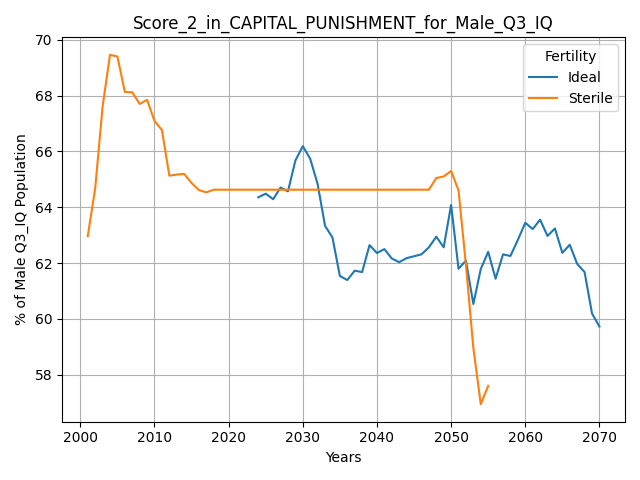 Score_2_in_CAPITAL_PUNISHMENT_for_Male_Q3_IQ
70
68
66
64
62
60
58
% of Male Q3_IQ Population
Fertility
Ideal
Sterile
2000 2010 2020 2030 2040 2050 2060 2070
Years